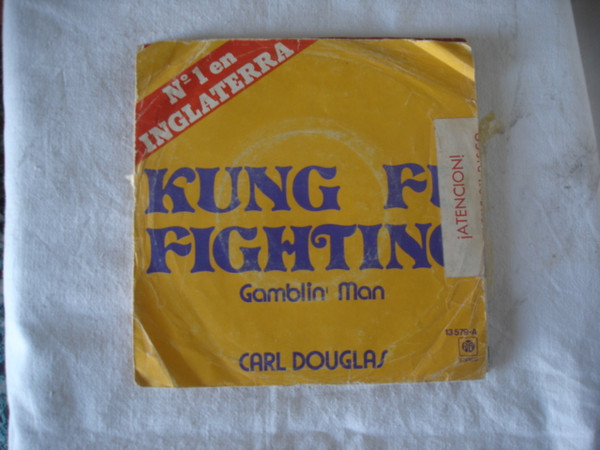 Nº 1 en
INGLATERRA
KUNG FU
FIGHTING
Gamblin' Man
CARL DOUGLAS
13.575-A
¡ATENCION!